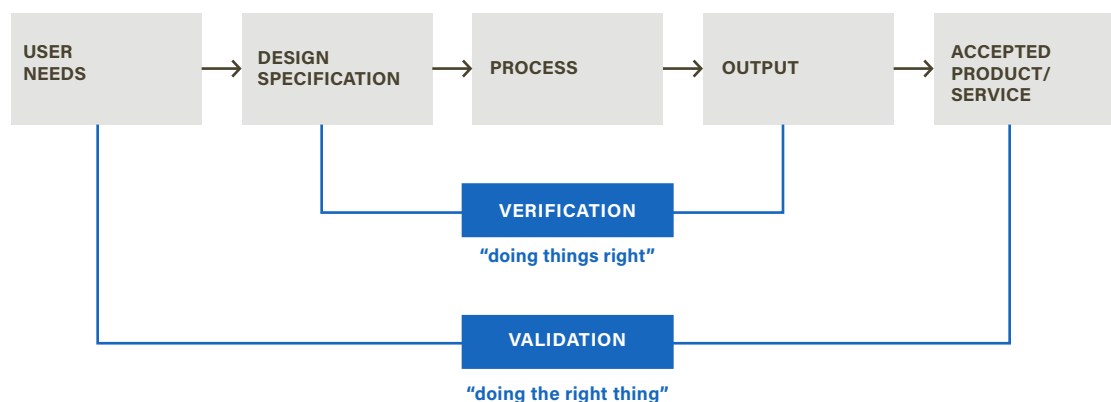 USER
NEEDS
DESIGN
SPECIFICATION
PROCESS
OUTPUT
ACCEPTED
PRODUCT/
SERVICE
VERIFICATION
“doing things right”
VALIDATION
“doing the right thing”